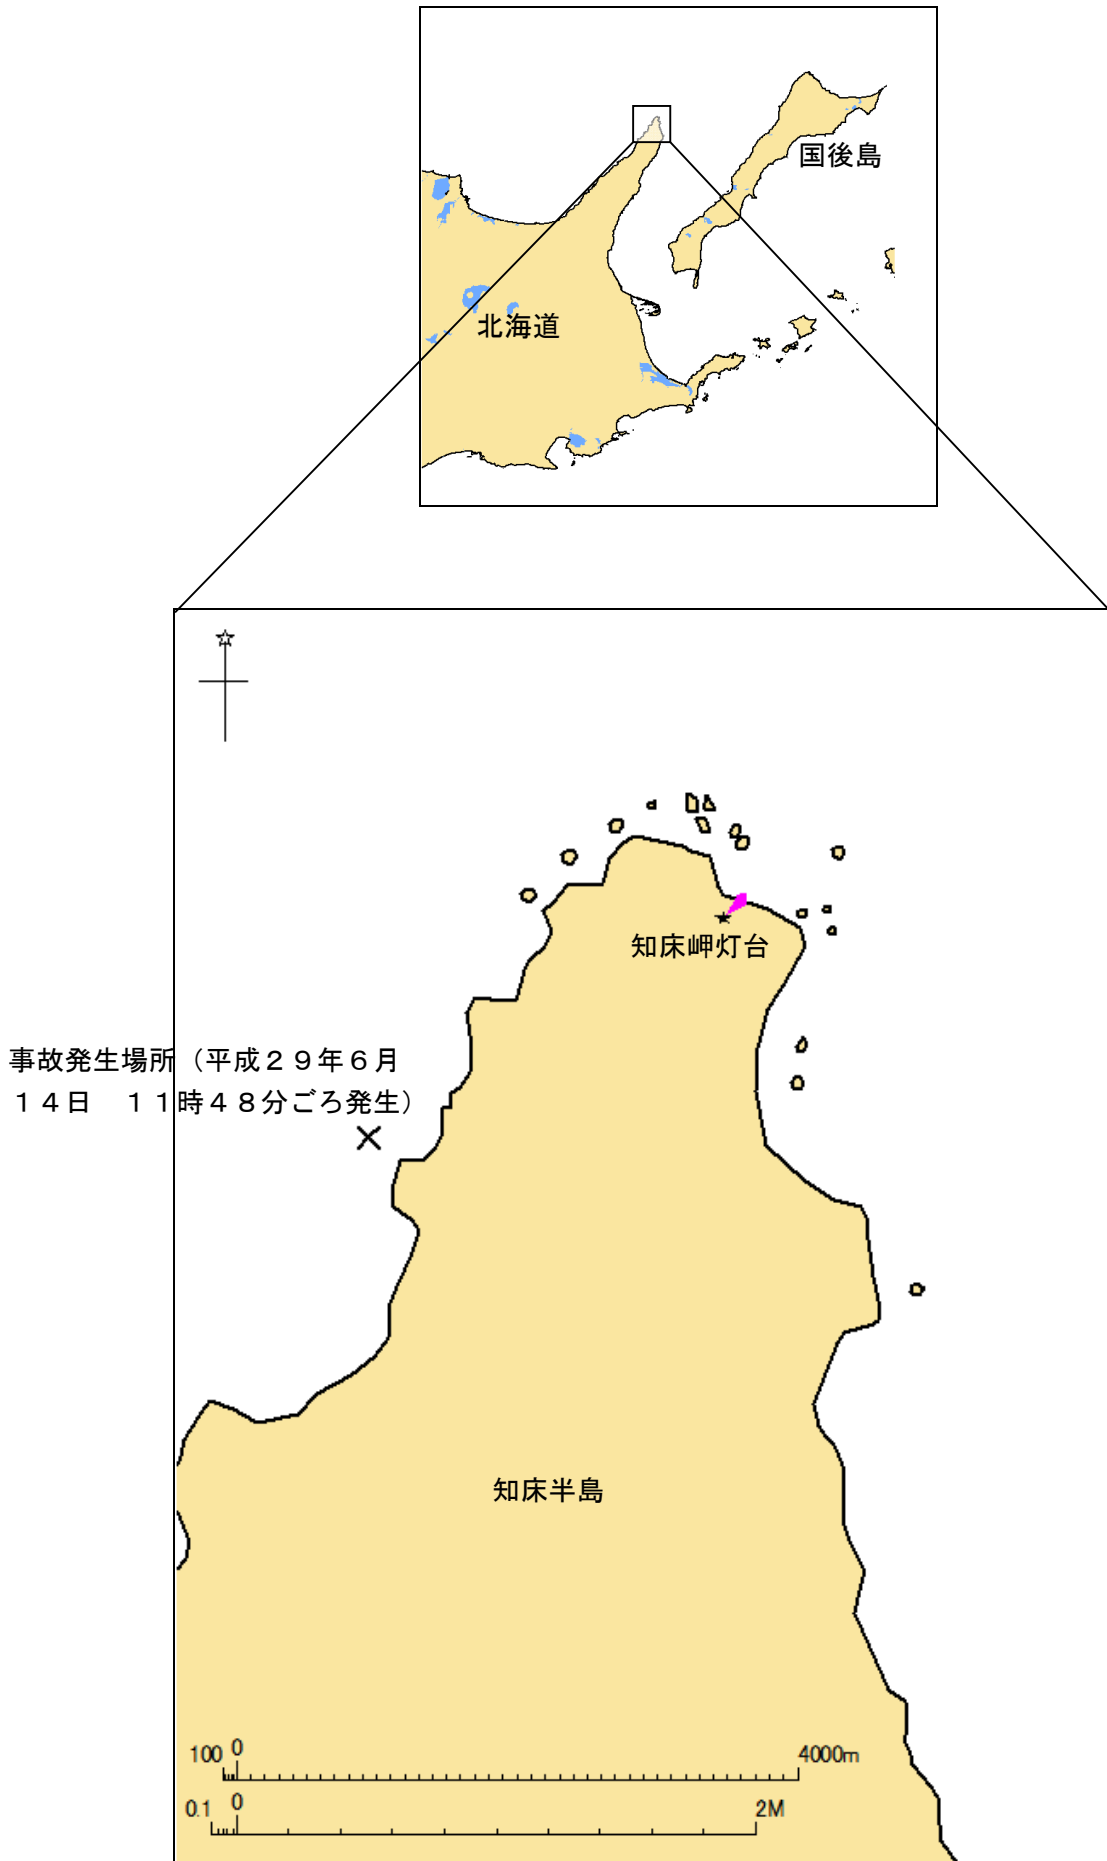 国後島
北海道
知床岬灯台
事故発生場所（平成２９年６月
１４日　１１時４８分ごろ発生）
知床半島
100 0 4000m
0.1 0 2M